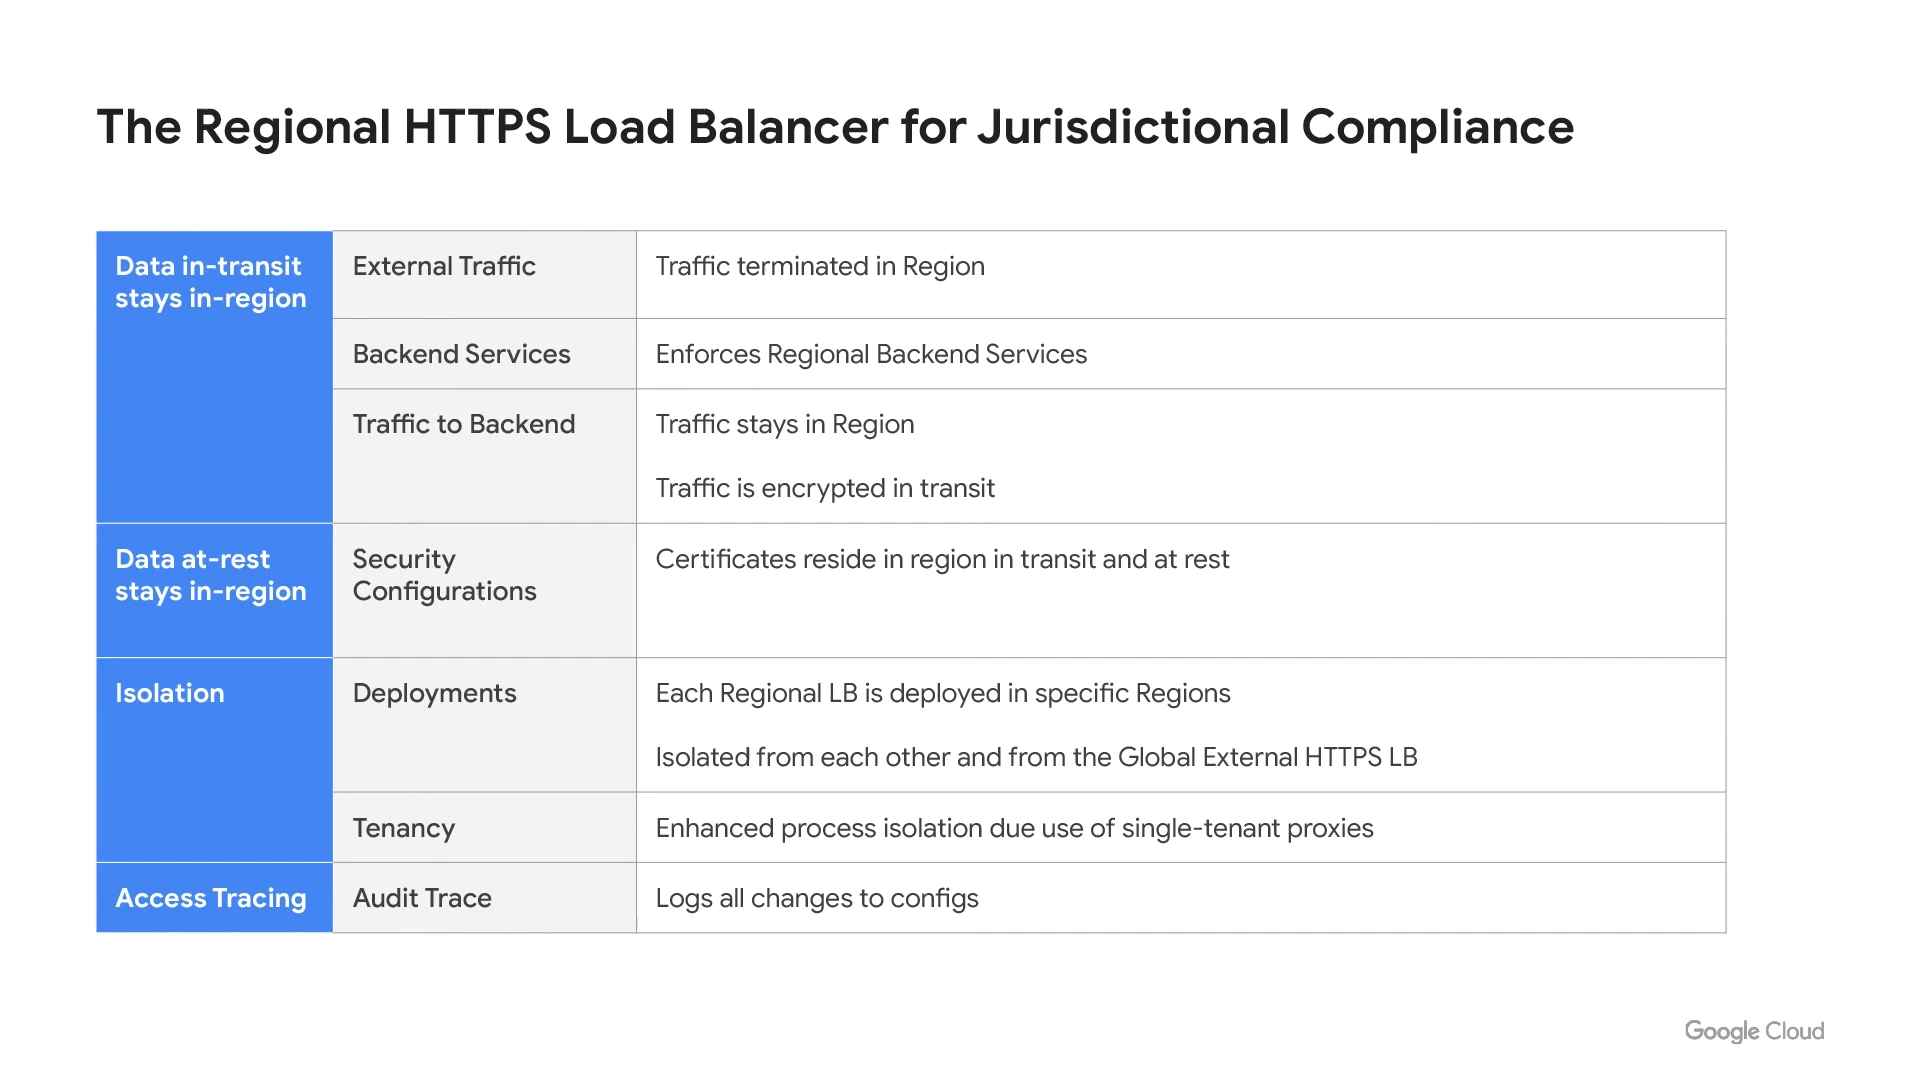 The Regional HTTPS Load Balancer for Jurisdictional Compliance
Data in-transit
stays in-region
External Traffic
Traffic terminated in Region
Backend Services
Enforces Regional Backend Services
Traffic to Backend
Traffic stays in Region
Traffic is encrypted in transit
Data at-rest
stays in-region
Security
Configurations
Certificates reside in region in transit and at rest
Isolation
Deployments
Each Regional LB is deployed in specific Regions
Isolated from each other and from the Global External HTTPS LB
Tenancy
Enhanced process isolation due use of single-tenant proxies
Access Tracing
Audit Trace
Logs all changes to configs
Google Cloud